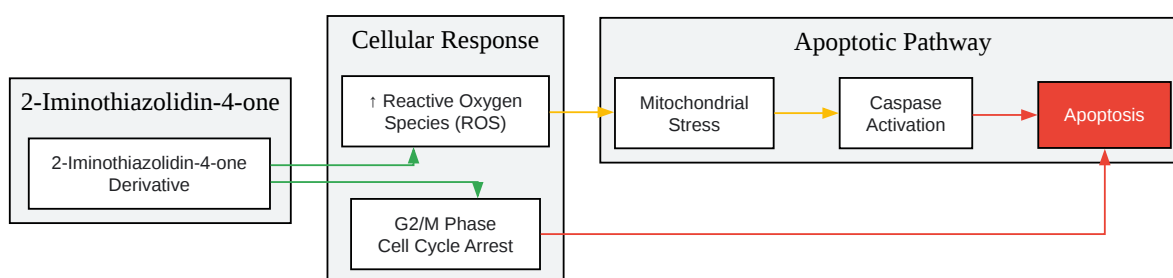 2-Iminothiazolidin-4-one
2-Iminothiazolidin-4-one
Derivative
Cellular Response
↑ Reactive Oxygen
Species (ROS)
G2/M Phase
Cell Cycle Arrest
Apoptotic Pathway
Mitochondrial
Stress
Caspase
Activation
Apoptosis